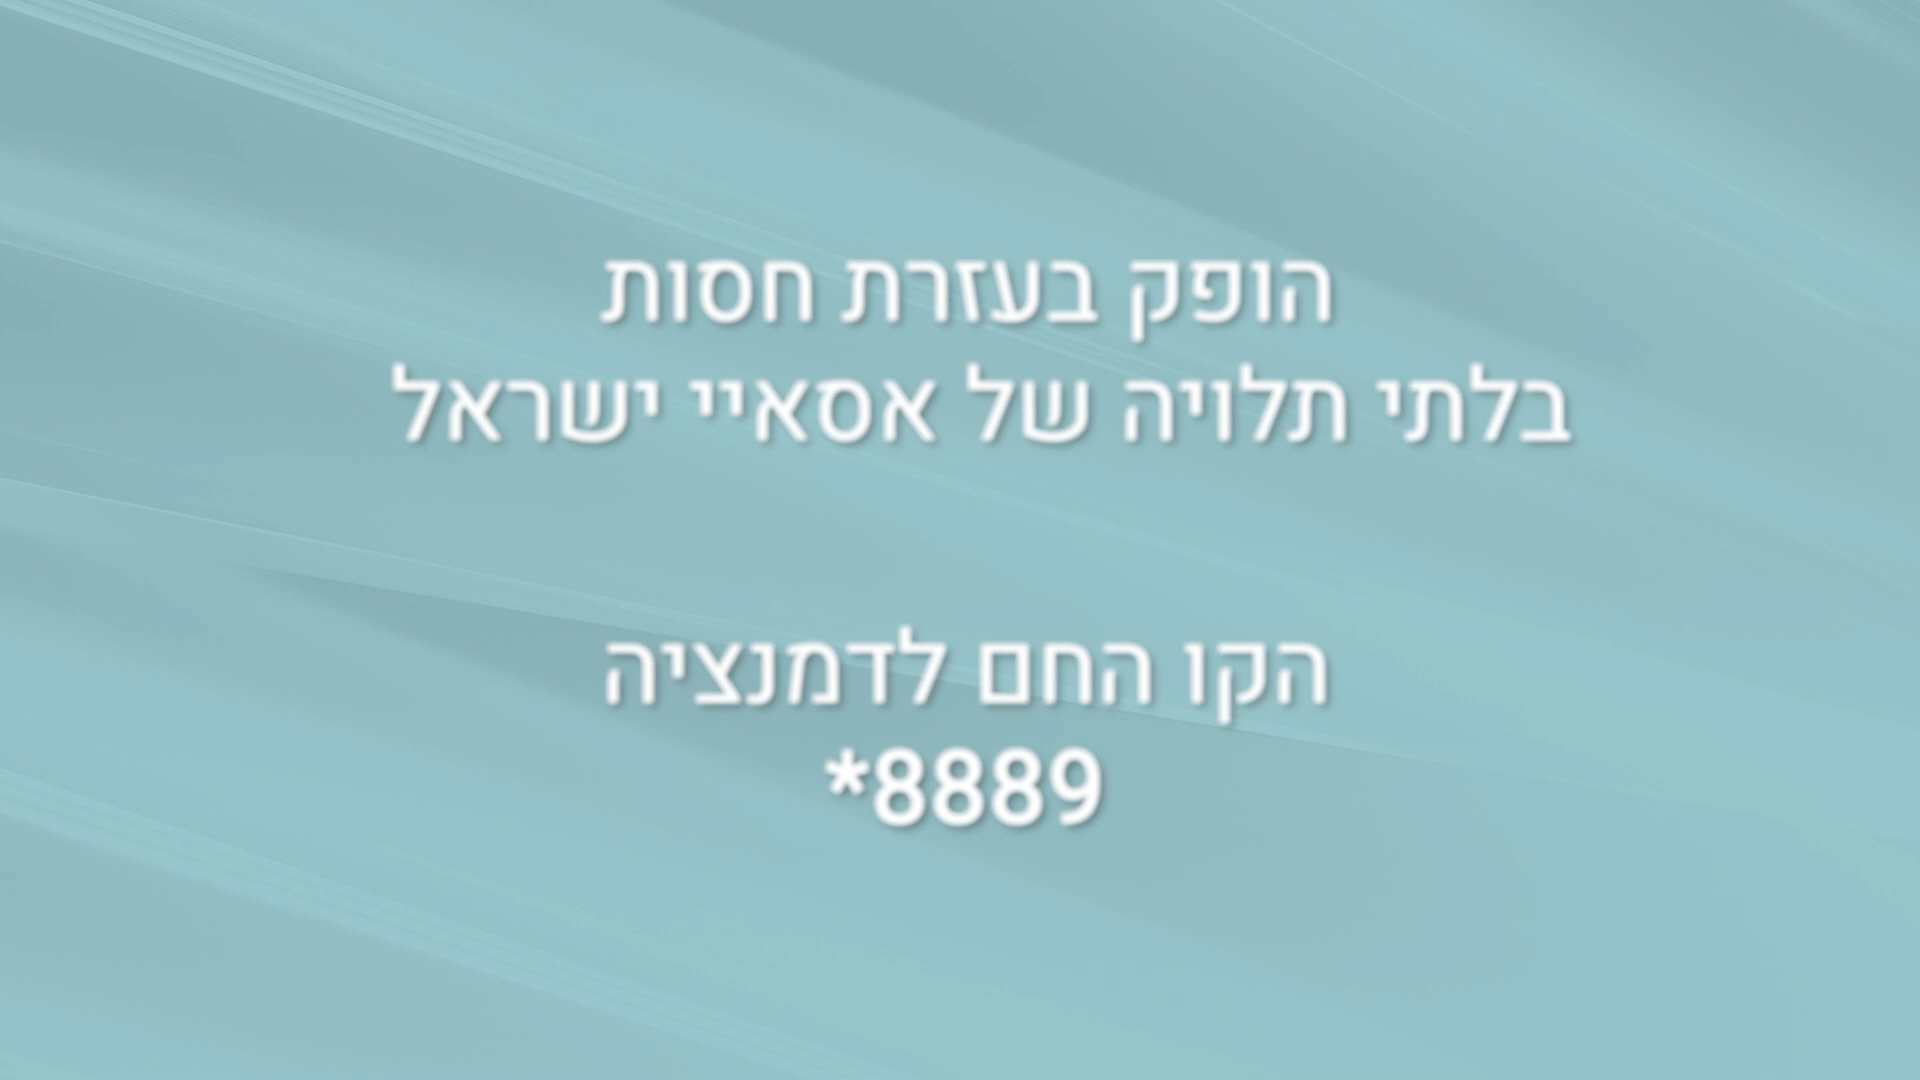 הופק בעזרת חסות
בלתי תלויה של אסאיי ישראל
הקו החם לדמנציה
*8889